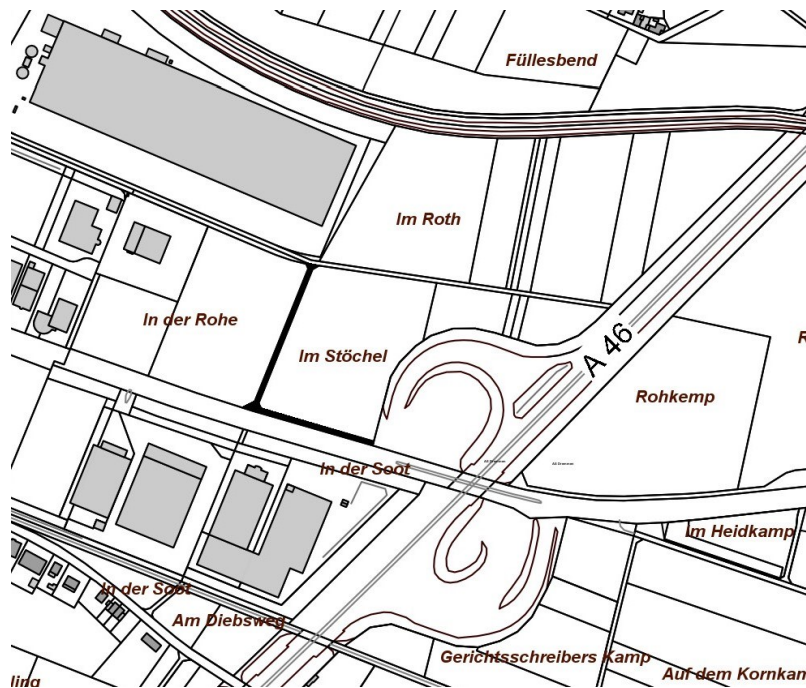 Füllesbend
Im Roth
In der Rohe
Im Stöchel
A 46
R
Rohkemp
In der Soot
Im Heidkamp
In der Soot
Am Diebsweg
Gerichtsschreibers Kamp
Auf dem Kornkam
ling